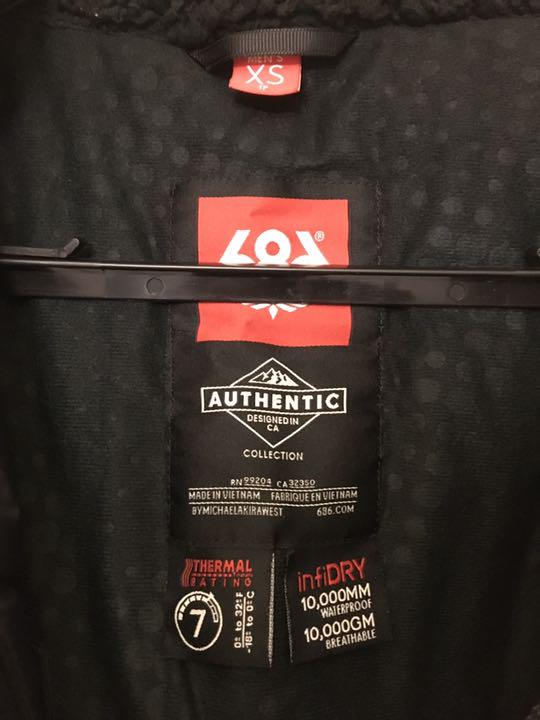 MEN'S
XS
TP
686®
AUTHENTIC
DESIGNED IN
CA
COLLECTION
RN 99204 CA 32350
MADE IN VIETNAM FABRIQUE EN VIETNAM
BYMICHAELAKIRAWEST 686.COM
THERMAL
RATING
7
0° to 32°F
-18° to 0°C
infiDRY
10,000MM
WATERPROOF
10,000GM
BREATHABLE